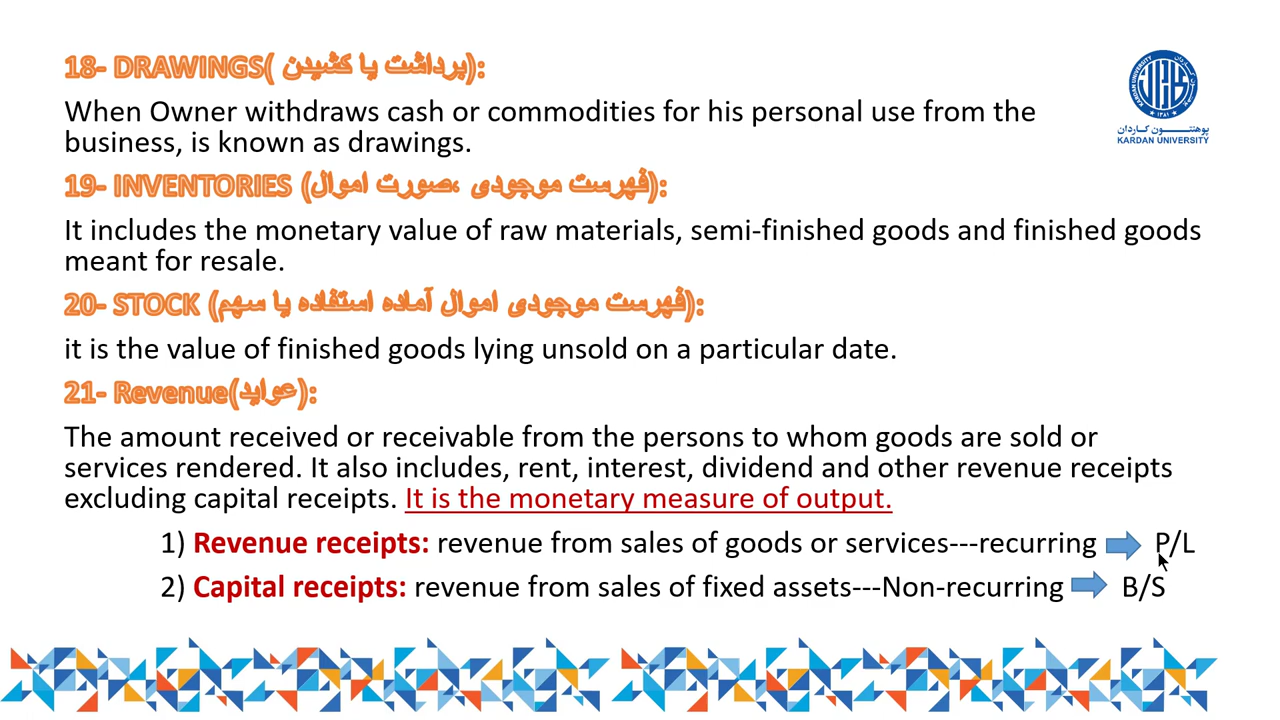 18- DRAWINGS( برداشت یا کشیدن):
When Owner withdraws cash or commodities for his personal use from the
business, is known as drawings.
19- INVENTORIES (فهرست موجودی ،صورت اموال):
It includes the monetary value of raw materials, semi-finished goods and finished goods
meant for resale.
20- STOCK (فهرست موجودی اموال آماده استفاده یا سهم):
it is the value of finished goods lying unsold on a particular date.
21- Revenue(عواید):
The amount received or receivable from the persons to whom goods are sold or
services rendered. It also includes, rent, interest, dividend and other revenue receipts
excluding capital receipts. It is the monetary measure of output.
1) Revenue receipts: revenue from sales of goods or services---recurring P/L
2) Capital receipts: revenue from sales of fixed assets---Non-recurring B/S
KARDAN UNIVERSITY
۱۳۸۱
پوهنتــــون کـاردان
KARDAN UNIVERSITY